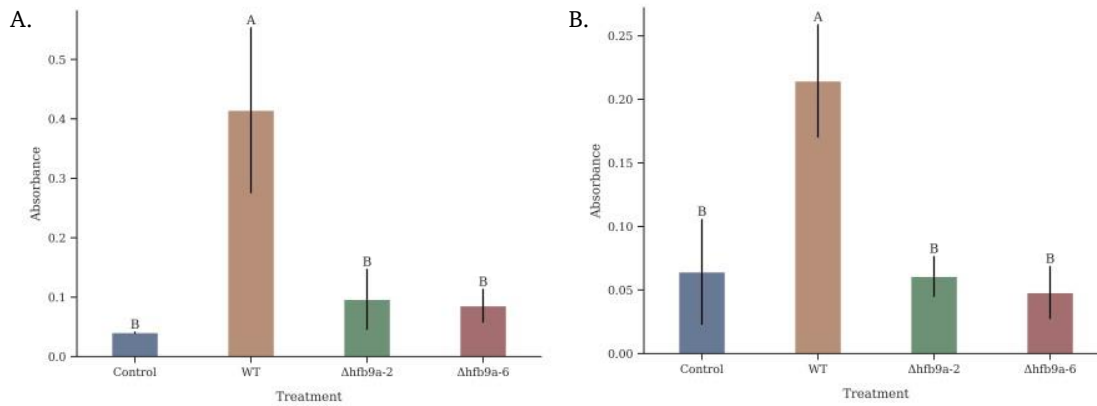 A.
Absorbance
0.5
0.4
0.3
0.2
0.1
0.0
B
A
B
B
Control WT Δhfb9a-2 Δhfb9a-6
Treatment
B.
Absorbance
0.25
0.20
0.15
0.10
0.05
0.00
B
A
B
B
Control WT Δhfb9a-2 Δhfb9a-6
Treatment